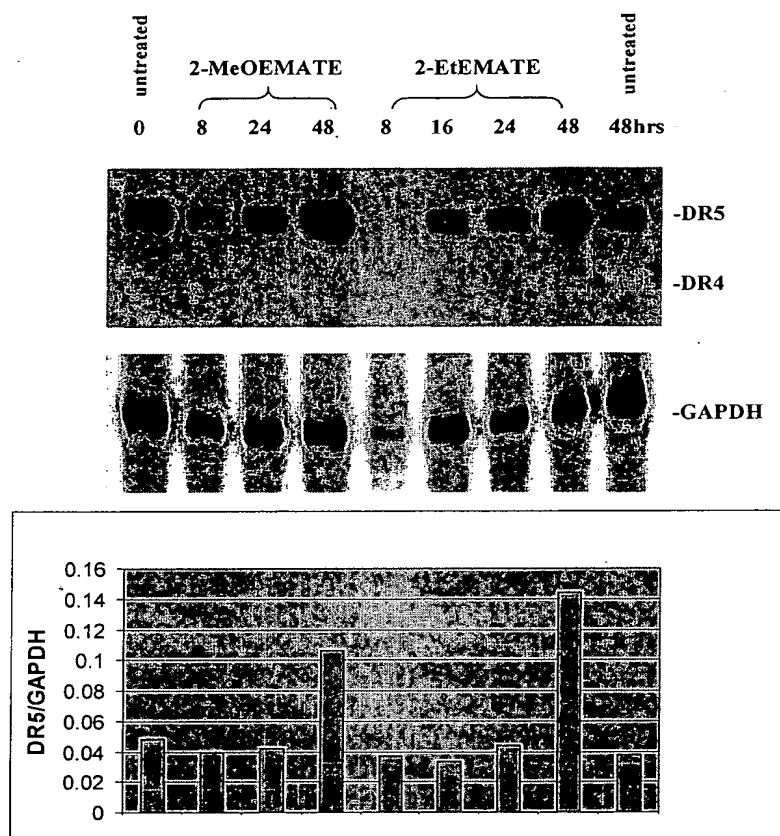 untreated
2-MeOEMATE
2-EtEMATE
untreated
0 8 24 48 8 16 24 48 48hrs
-DR5
-DR4
-GAPDH
0.16
0.14
0.12
0.1
0.08
0.06
0.04
0.02
0
DR5/GAPDH